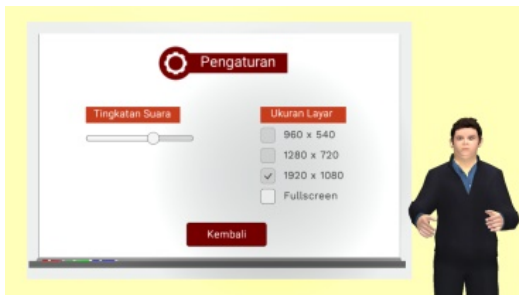 Pengaturan
Tingkatan Suara
Ukuran Layar
960 x 540
1280 x 720
1920 x 1080
Fullscreen
Kembali